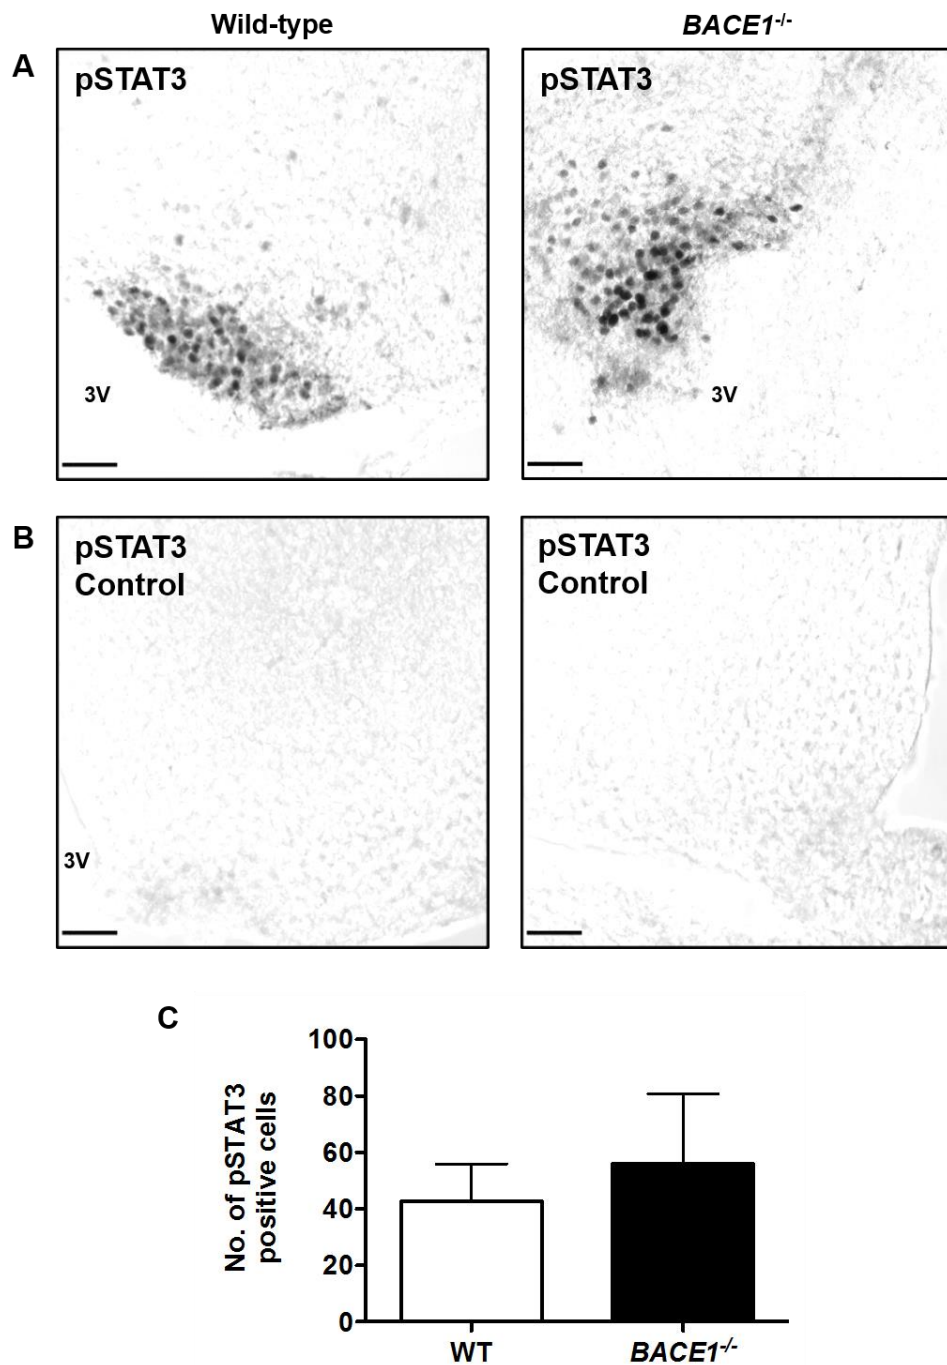 Wild-type
BACE1-/-
A
pSTAT3
pSTAT3
3V
3V
B
pSTAT3
Control
pSTAT3
Control
3V
C
No. of pSTAT3
positive cells
100
80
60
40
20
0
WT
BACE1-/-